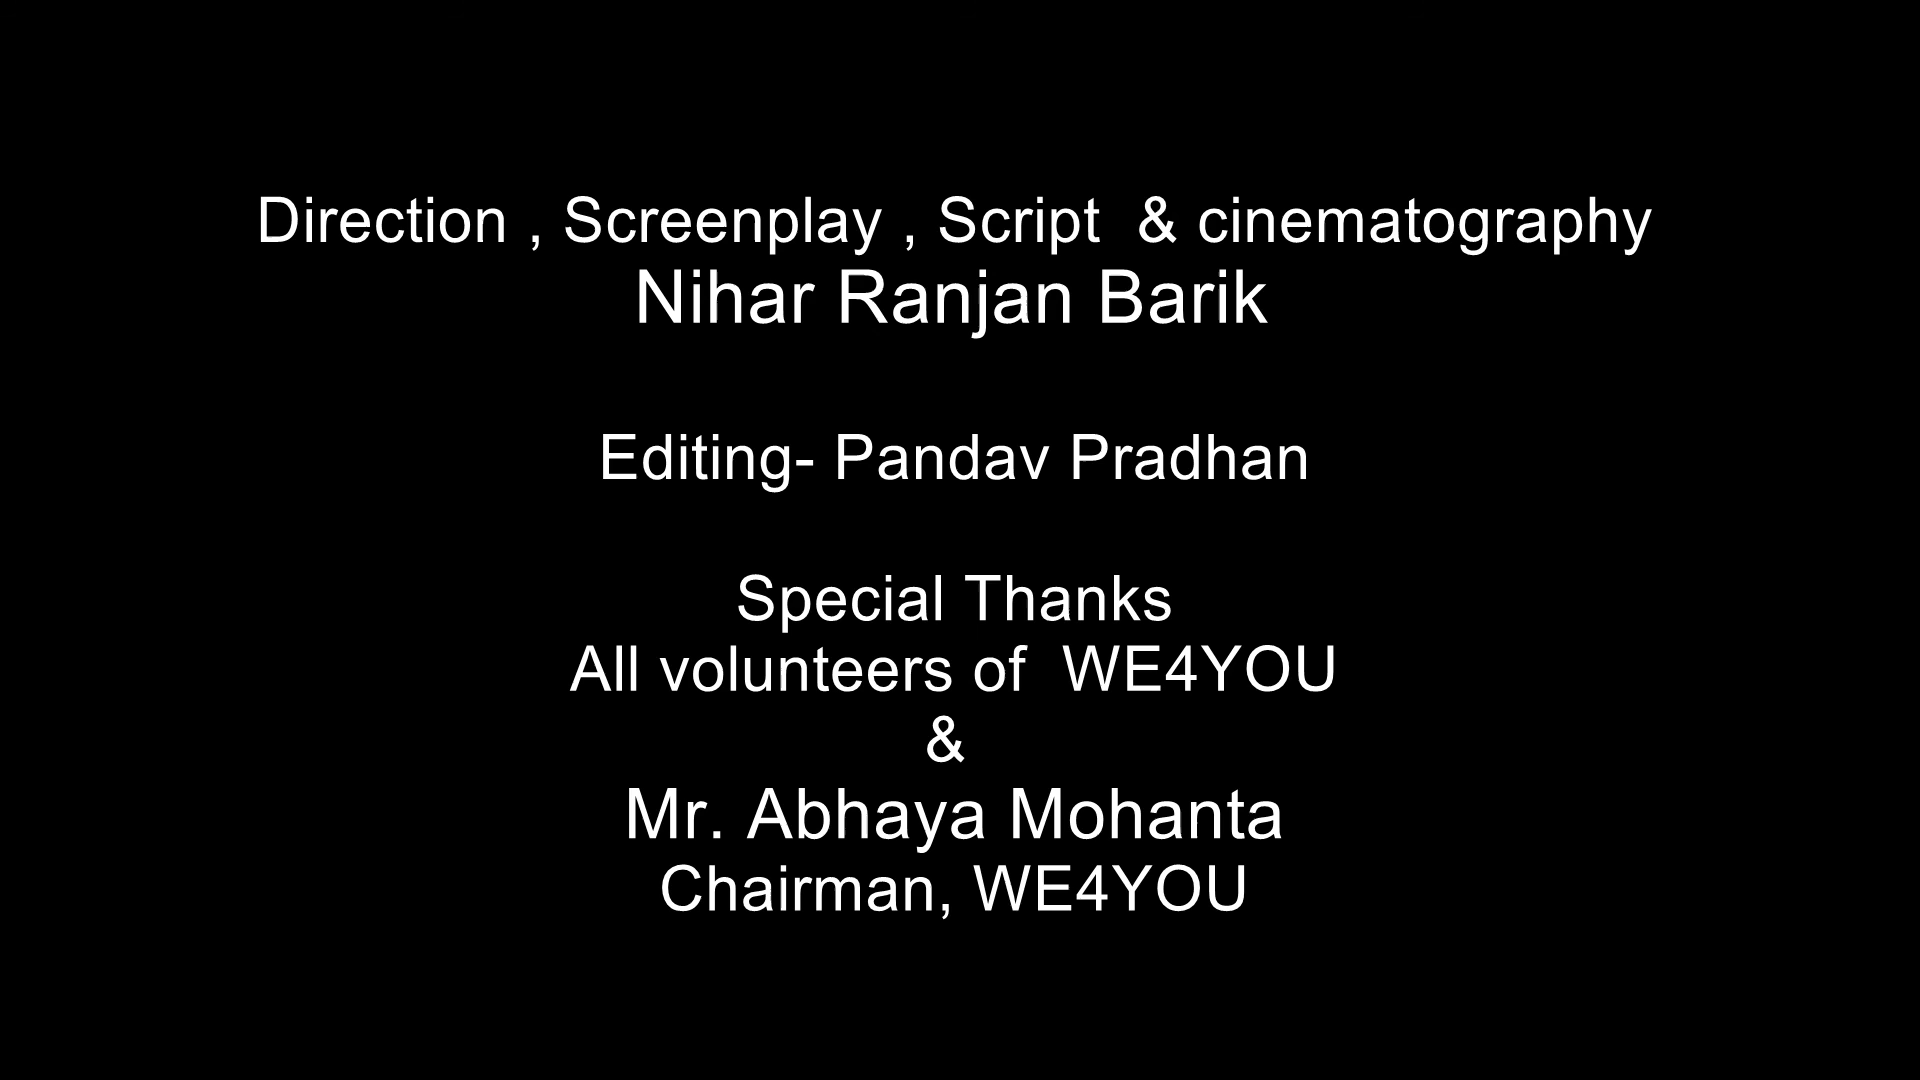 Direction , Screenplay , Script  & cinematography
Nihar Ranjan Barik
Editing- Pandav Pradhan
Special Thanks
All volunteers of  WE4YOU
&
Mr. Abhaya Mohanta
Chairman, WE4YOU